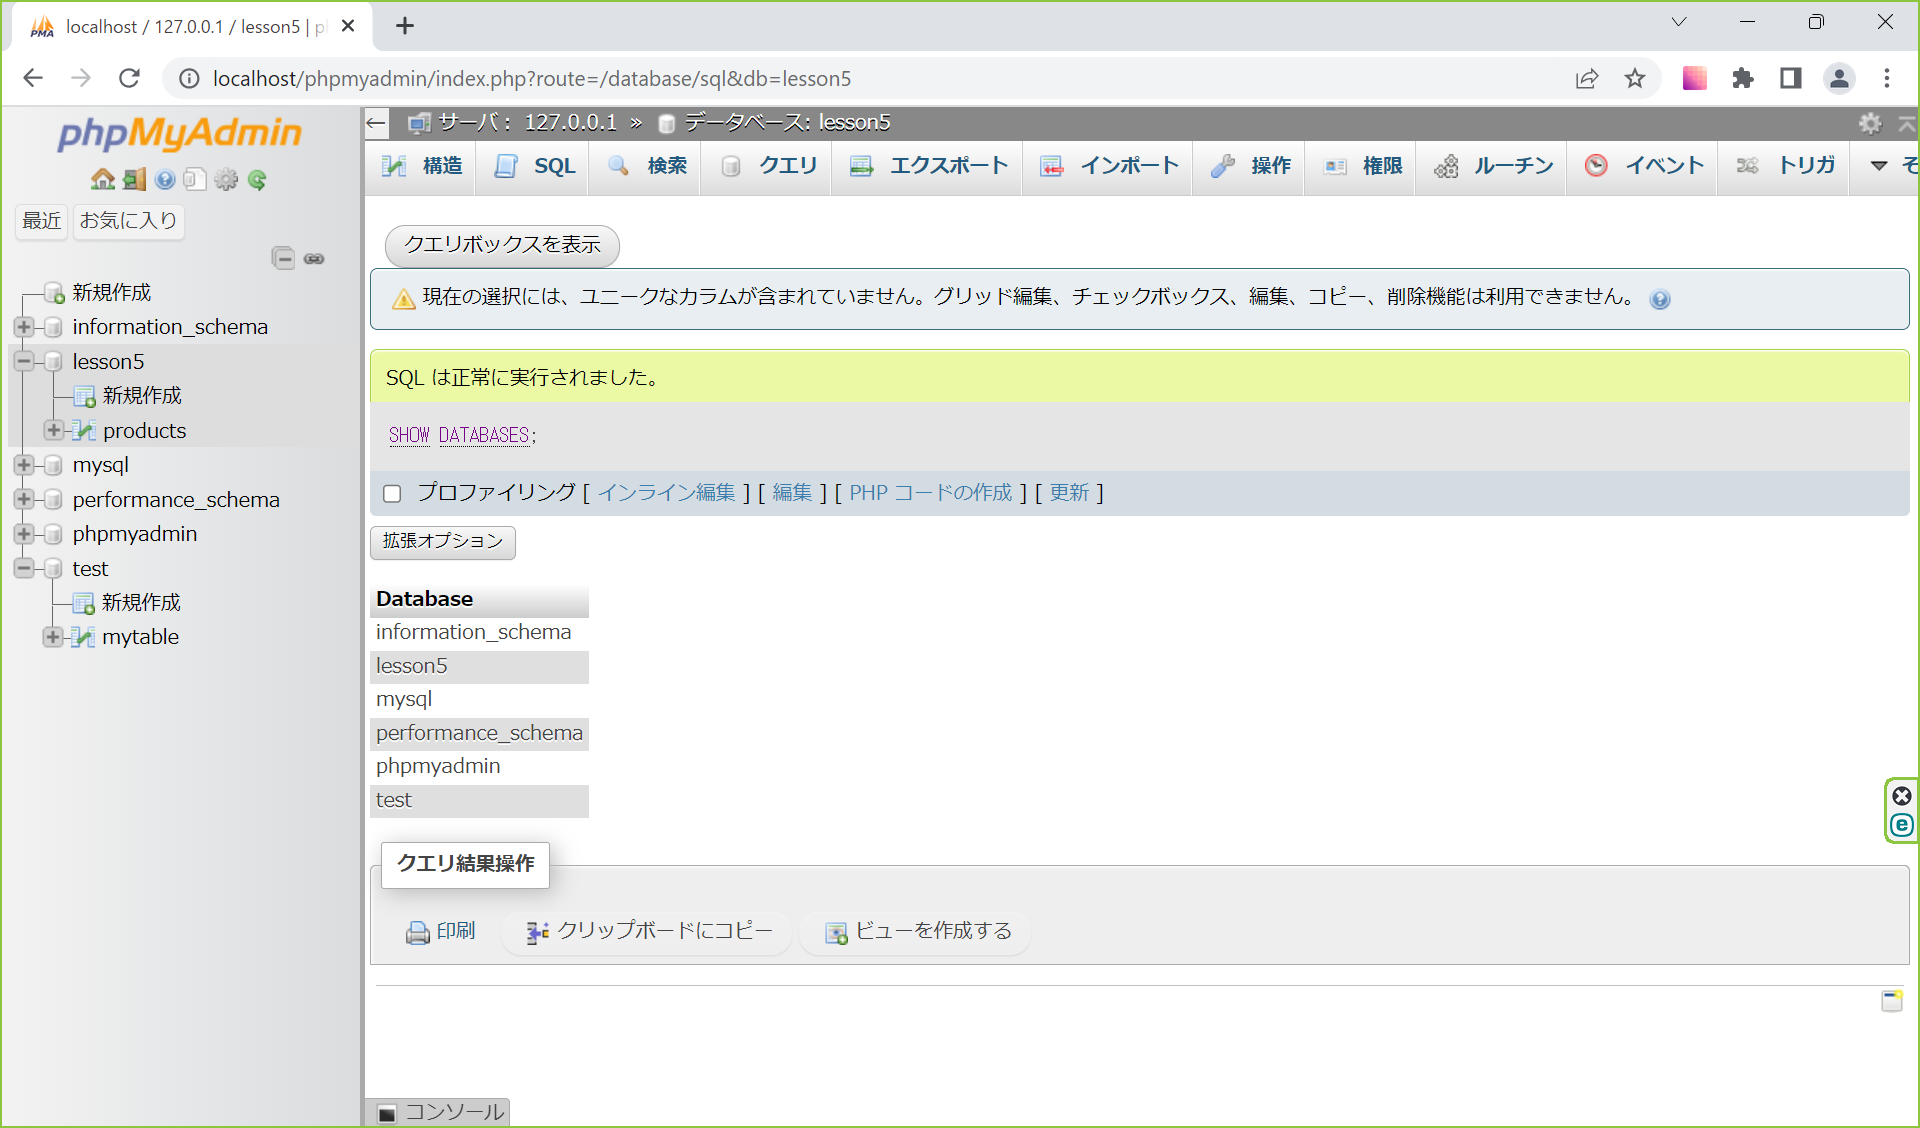 localhost / 127.0.0.1 / lesson5 | p
localhost/phpmyadmin/index.php?route=/database/sql&db=lesson5
phpMyAdmin
最近 お気に入り
新規作成
information_schema
lesson5
新規作成
products
mysql
performance_schema
phpmyadmin
test
新規作成
mytable
サーバ： 127.0.0.1 » データベース: lesson5
構造 SQL 検索 クエリ エクスポート インポート 操作 権限 ルーチン イベント トリガ そ
クエリボックスを表示
現在の選択には、ユニークなカラムが含まれていません。グリッド編集、チェックボックス、編集、コピー、削除機能は利用できません。
SQL は正常に実行されました。
SHOW DATABASES;
プロファイリング [ インライン編集 ] [ 編集 ] [ PHP コードの作成 ] [ 更新 ]
拡張オプション
Database
information_schema
lesson5
mysql
performance_schema
phpmyadmin
test
クエリ結果操作
印刷 クリップボードにコピー ビューを作成する
コンソール